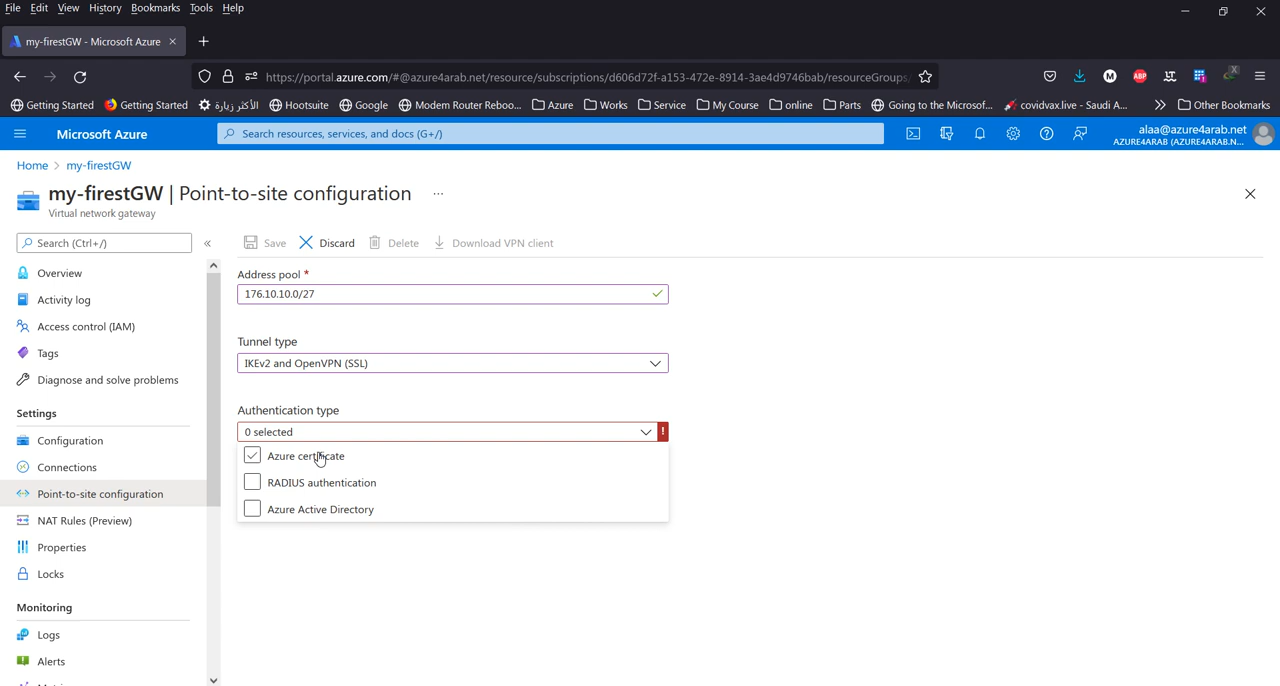 File Edit View History Bookmarks Tools Help
my-firestGW - Microsoft Azure
https://portal.azure.com/#@azure4arab.net/resource/subscriptions/d606d72f-a153-472e-8914-3ae4d9746bab/resourceGroups
Getting Started Getting Started الأكثر زيارة Hootsuite Google Modem Router Reboo... Azure Works Service My Course online Parts Going to the Microsof... covidvax.live - Saudi A... Other Bookmarks
Microsoft Azure
Search resources, services, and docs (G+/)
alaa@azure4arab.net
AZURE4ARAB (AZURE4ARAB.N...
Home > my-firestGW
my-firestGW | Point-to-site configuration ...
Virtual network gateway
Search (Ctrl+/)
Save Discard Delete Download VPN client
Overview
Activity log
Access control (IAM)
Tags
Diagnose and solve problems
Settings
Configuration
Connections
Point-to-site configuration
NAT Rules (Preview)
Properties
Locks
Monitoring
Logs
Alerts
Address pool *
176.10.10.0/27
Tunnel type
IKEv2 and OpenVPN (SSL)
Authentication type
0 selected
Azure certificate
RADIUS authentication
Azure Active Directory